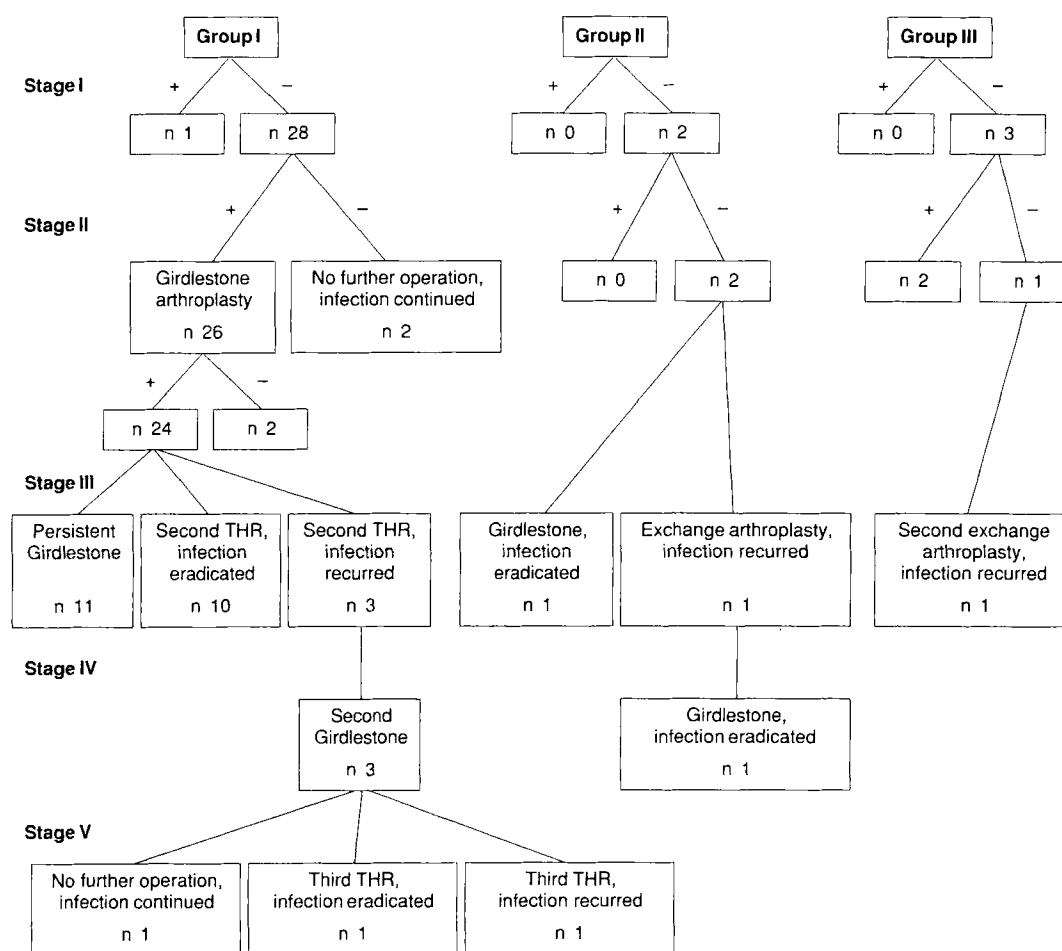 Group I
Group II
Group III
Stage I
+
−
+
−
+
−
n 1
n 28
n 0
n 2
n 0
n 3
Stage II
+
−
+
−
+
−
Girdlestone
arthroplasty
n 26
No further operation,
infection continued
n 2
n 0
n 2
n 2
n 1
+
−
n 24
n 2
Stage III
Persistent
Girdlestone
n 11
Second THR,
infection
eradicated
n 10
Second THR,
infection
recurred
n 3
Girdlestone,
infection
eradicated
n 1
Exchange arthroplasty,
infection recurred
n 1
Second exchange
arthroplasty,
infection recurred
n 1
Stage IV
Second
Girdlestone
n 3
Girdlestone,
infection eradicated
n 1
Stage V
No further operation,
infection continued
n 1
Third THR,
infection eradicated
n 1
Third THR,
infection recurred
n 1